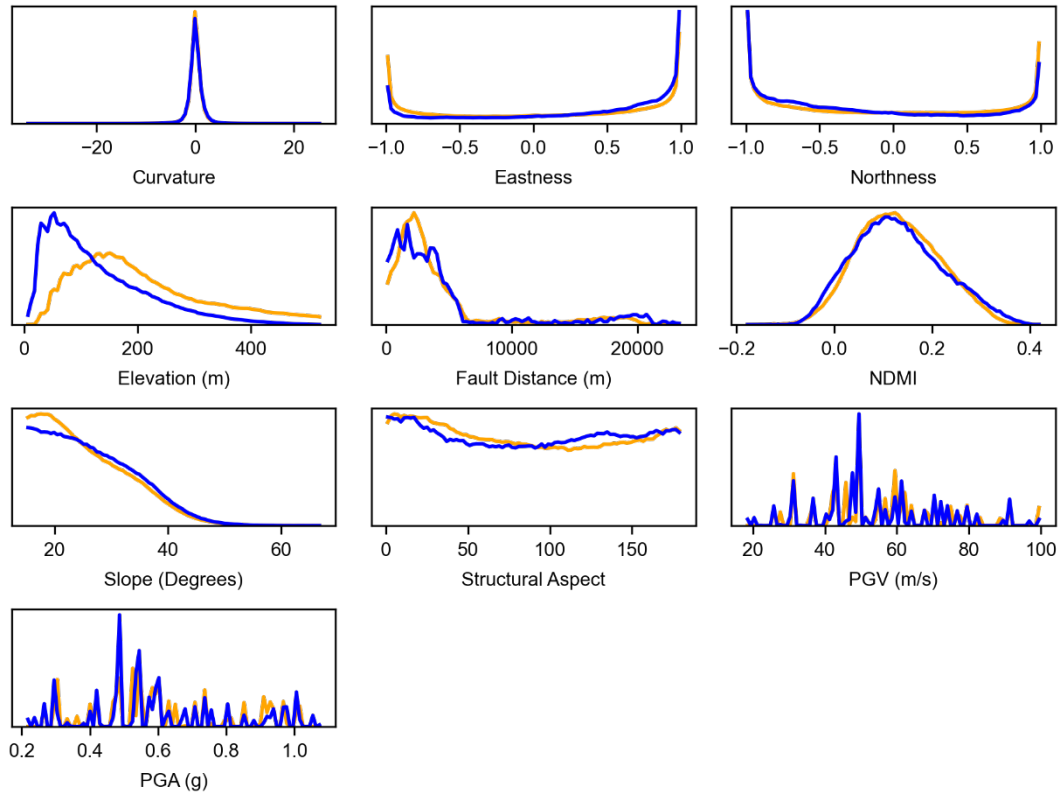 −20 0 20
Curvature
−1.0 −0.5 0.0 0.5 1.0
Eastness
−1.0 −0.5 0.0 0.5 1.0
Northness
0 200 400
Elevation (m)
0 10000 20000
Fault Distance (m)
−0.2 0.0 0.2 0.4
NDMI
20 40 60
Slope (Degrees)
0 50 100 150
Structural Aspect
20 40 60 80 100
PGV (m/s)
0.2 0.4 0.6 0.8 1.0
PGA (g)